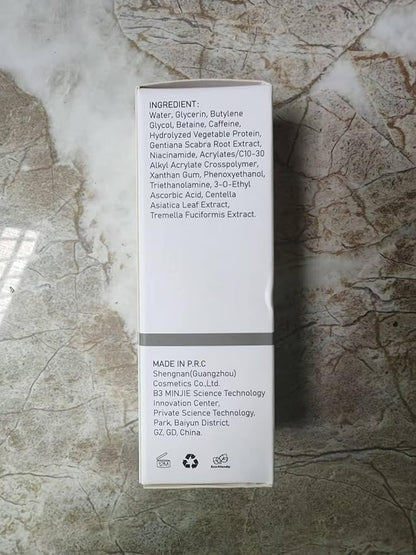 INGREDIENT:
Water, Glycerin, Butylene
Glycol, Betaine, Caffeine,
Hydrolyzed Vegetable Protein,
Gentiana Scabra Root Extract,
Niacinamide, Acrylates/C10-30
Alkyl Acrylate Crosspolymer,
Xanthan Gum, Phenoxyethanol,
Triethanolamine, 3-O-Ethyl
Ascorbic Acid, Centella
Asiatica Leaf Extract,
Tremella Fuciformis Extract.
MADE IN P.R.C
Shengnan(Guangzhou)
Cosmetics Co,.Ltd.
B3 MINJIE Science Technology
Innovation Center,
Private Science Technology,
Park, Baiyun District,
GZ, GD, China.
12M
Eco-friendly